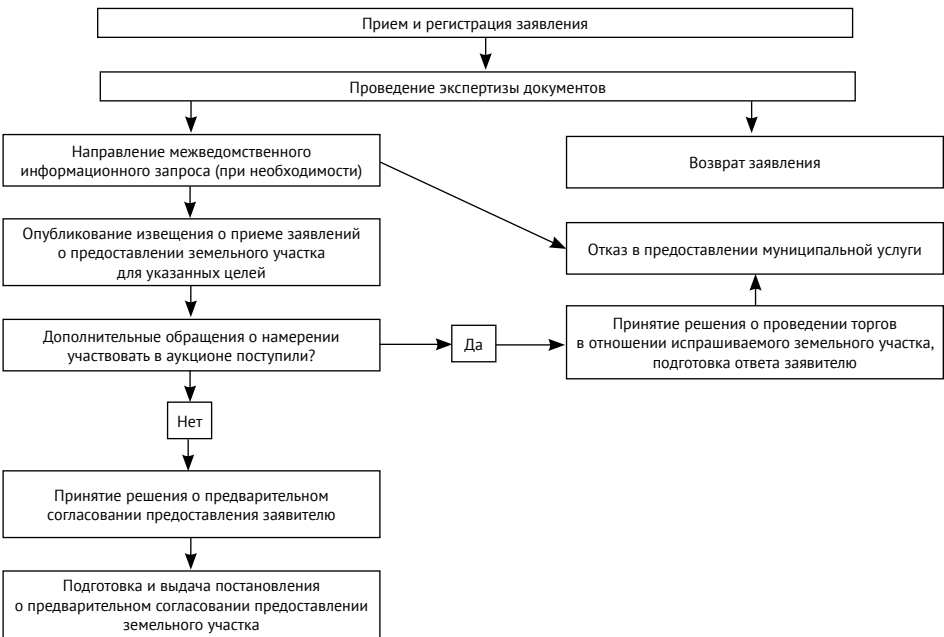 Прием и регистрация заявления
Проведение экспертизы документов
Направление межведомственного
информационного запроса (при необходимости)
Возврат заявления
Опубликование извещения о приеме заявлений
о предоставлении земельного участка
для указанных целей
Отказ в предоставлении муниципальной услуги
Дополнительные обращения о намерении
участвовать в аукционе поступили?
Да
Принятие решения о проведении торгов
в отношении испрашиваемого земельного участка,
подготовка ответа заявителю
Нет
Принятие решения о предварительном
согласовании предоставления заявителю
Подготовка и выдача постановления
о предварительном согласовании предоставлении
земельного участка